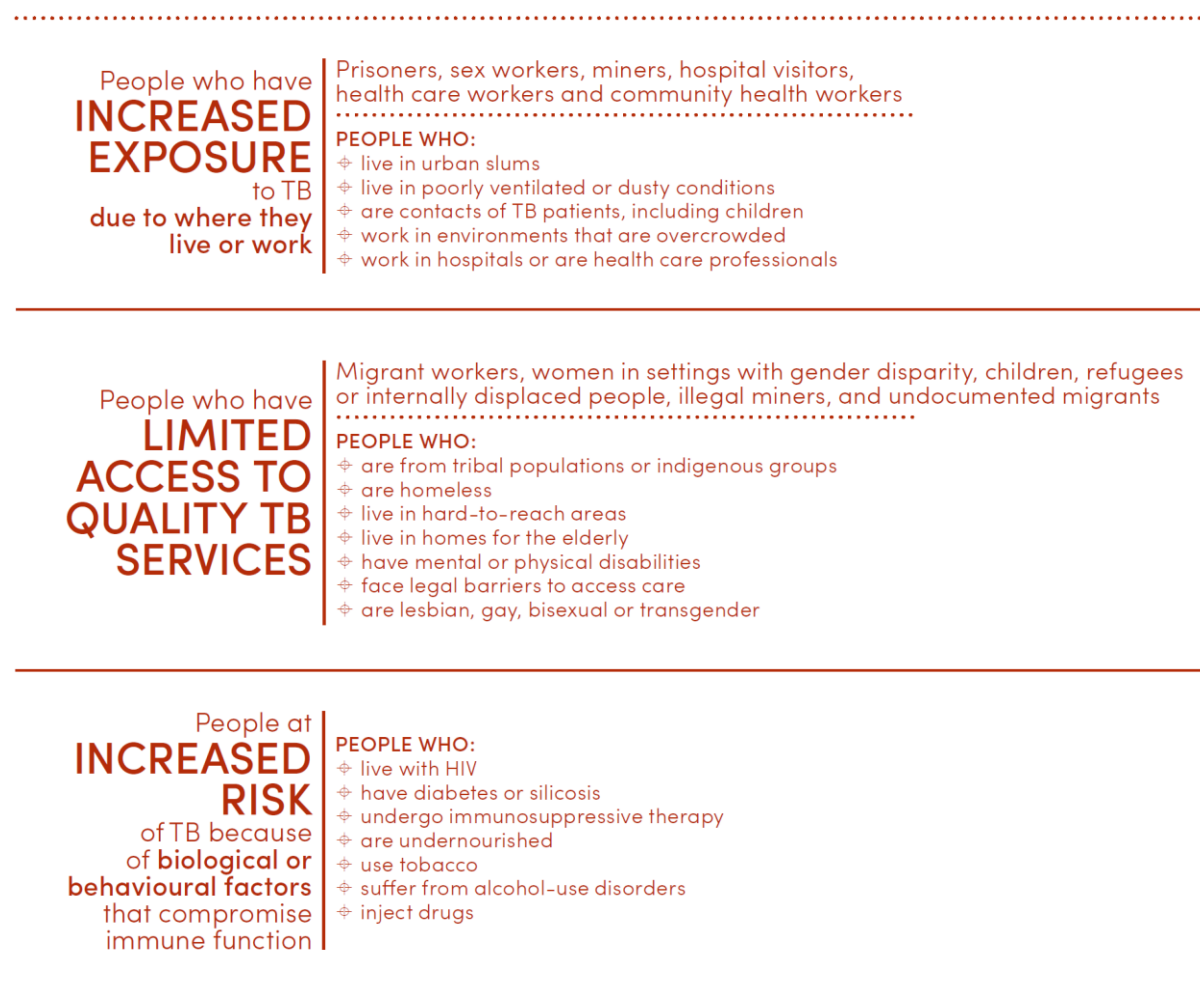 People who have
INCREASED
EXPOSURE
to TB
due to where they
live or work
Prisoners, sex workers, miners, hospital visitors,
health care workers and community health workers
PEOPLE WHO:
live in urban slums
live in poorly ventilated or dusty conditions
are contacts of TB patients, including children
work in environments that are overcrowded
work in hospitals or are health care professionals
People who have
LIMITED
ACCESS TO
QUALITY TB
SERVICES
Migrant workers, women in settings with gender disparity, children, refugees
or internally displaced people, illegal miners, and undocumented migrants
PEOPLE WHO:
are from tribal populations or indigenous groups
are homeless
live in hard-to-reach areas
live in homes for the elderly
have mental or physical disabilities
face legal barriers to access care
are lesbian, gay, bisexual or transgender
People at
INCREASED
RISK
of TB because
of biological or
behavioural factors
that compromise
immune function
PEOPLE WHO:
live with HIV
have diabetes or silicosis
undergo immunosuppressive therapy
are undernourished
use tobacco
suffer from alcohol-use disorders
inject drugs